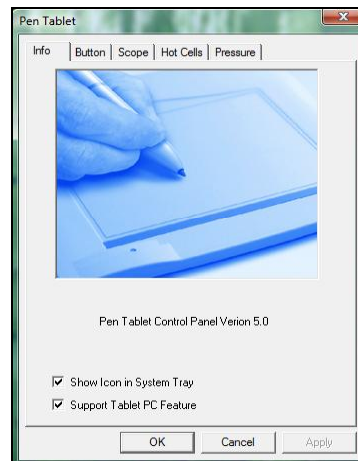 Pen Tablet
Info Button Scope Hot Cells Pressure
Pen Tablet Control Panel Verion 5.0
Show Icon in System Tray
Support Tablet PC Feature
OK Cancel Apply